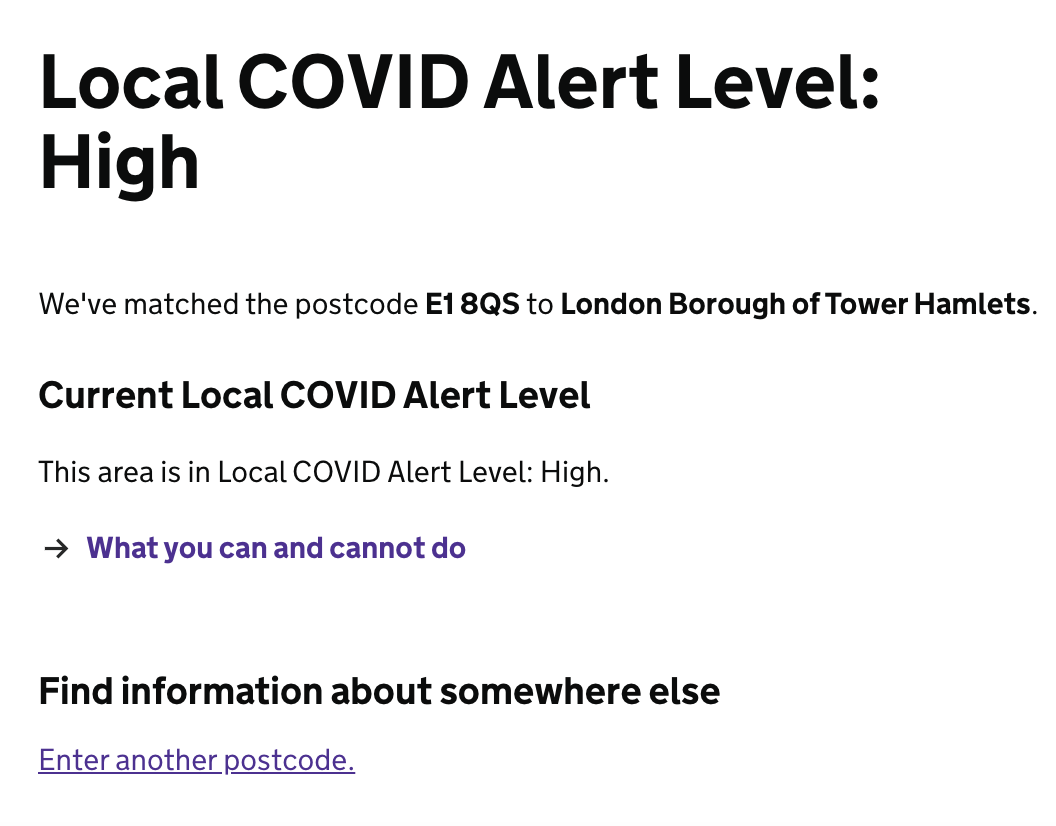 Local COVID Alert Level:
High
We've matched the postcode E1 8QS to London Borough of Tower Hamlets.
Current Local COVID Alert Level
This area is in Local COVID Alert Level: High.
→ What you can and cannot do
Find information about somewhere else
Enter another postcode.